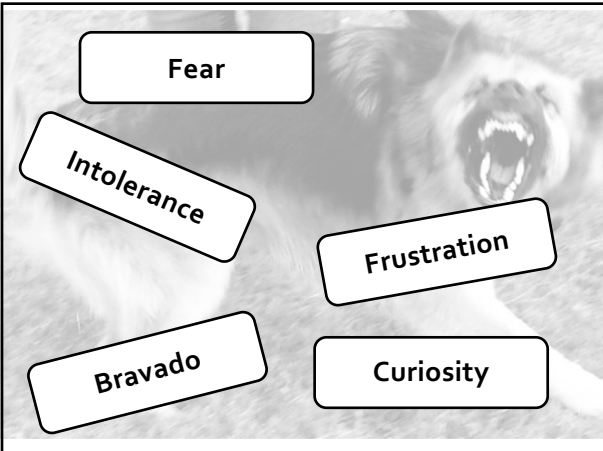 Fear
Intolerance
Frustration
Bravado
Curiosity